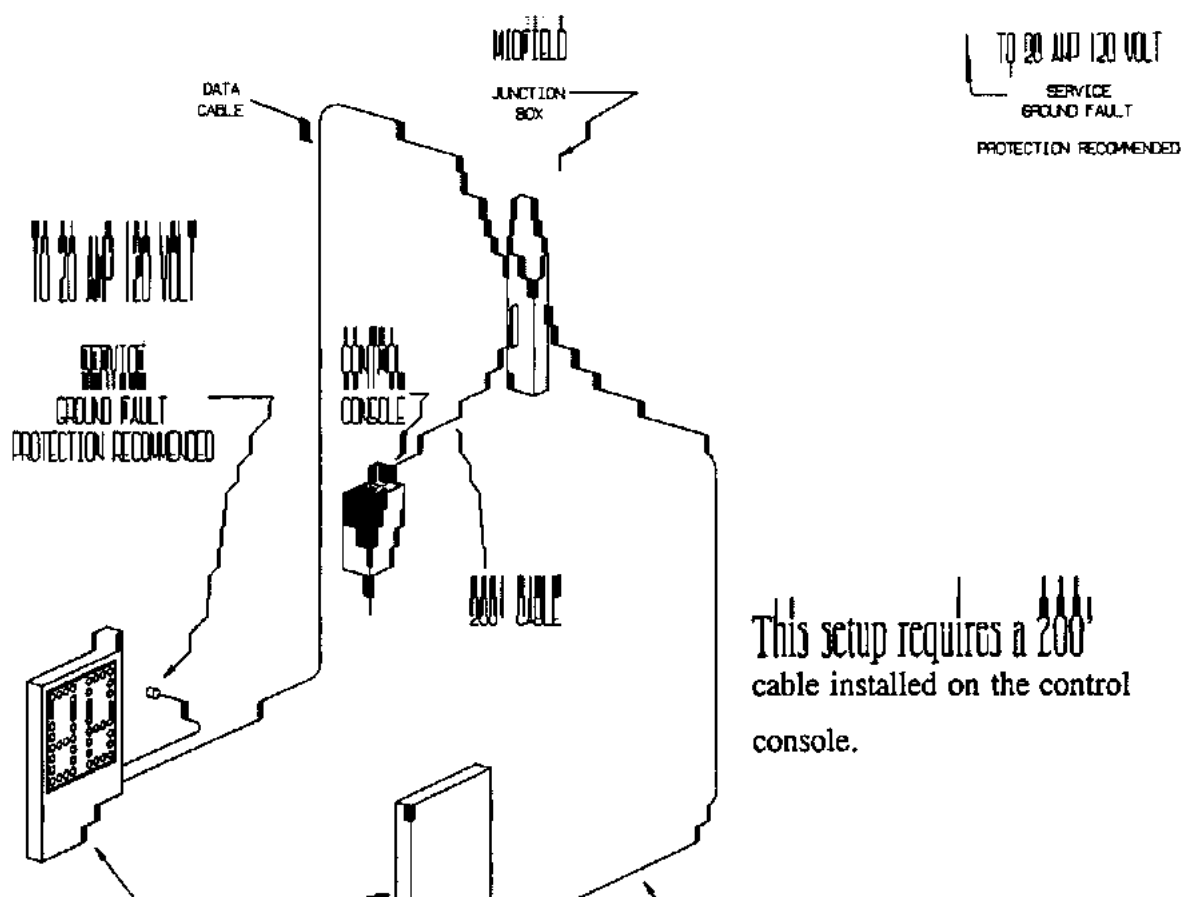 MIDFIELD
JUNCTION
BOX
TO 20 AMP 120 VOLT
SERVICE
GROUND FAULT
PROTECTION RECOMMENDED
DATA
CABLE
TO 20 AMP 120 VOLT
SERVICE
GROUND FAULT
PROTECTION RECOMMENDED
CONTROL
CONSOLE
200' CABLE
This setup requires a 200'
cable installed on the control
console.